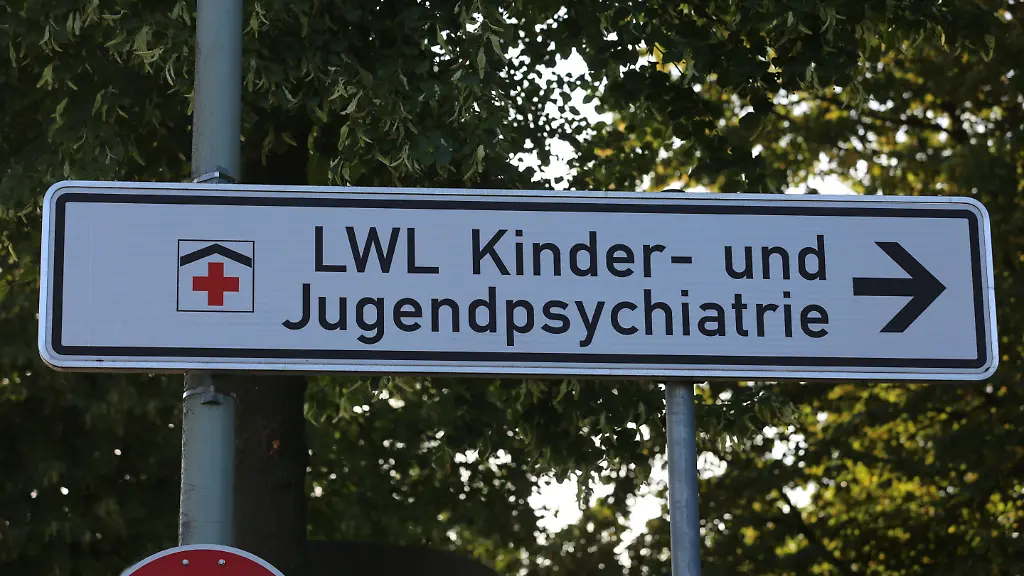 LWL Kinder- und
Jugendpsychiatrie